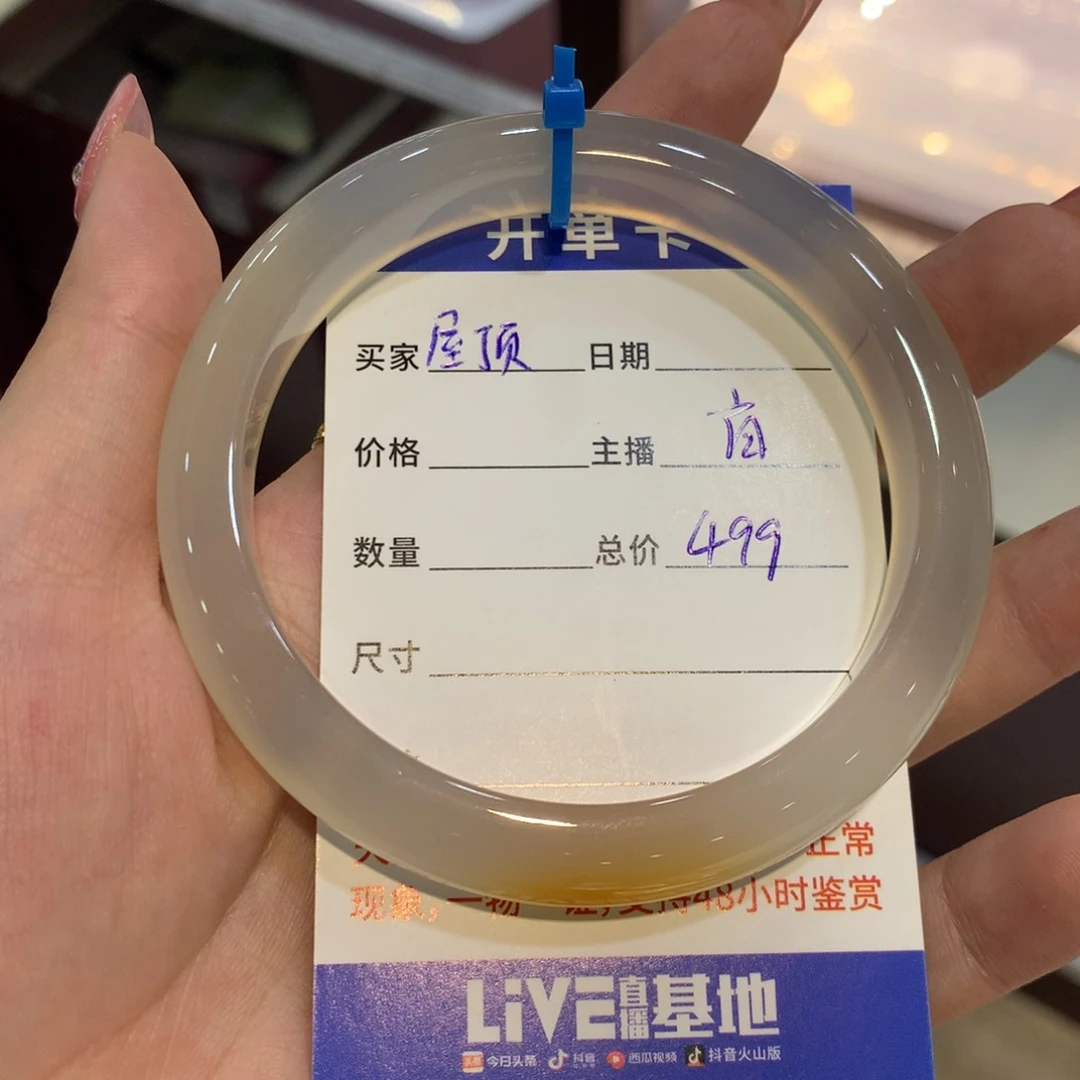 开单卡
买家 屋顶 日期
价格 主播
数量 总价 499
尺寸
正常
现象,一物一证,支持48小时鉴赏
LiVE直播基地
今日头条 抖音 西瓜视频 抖音火山版